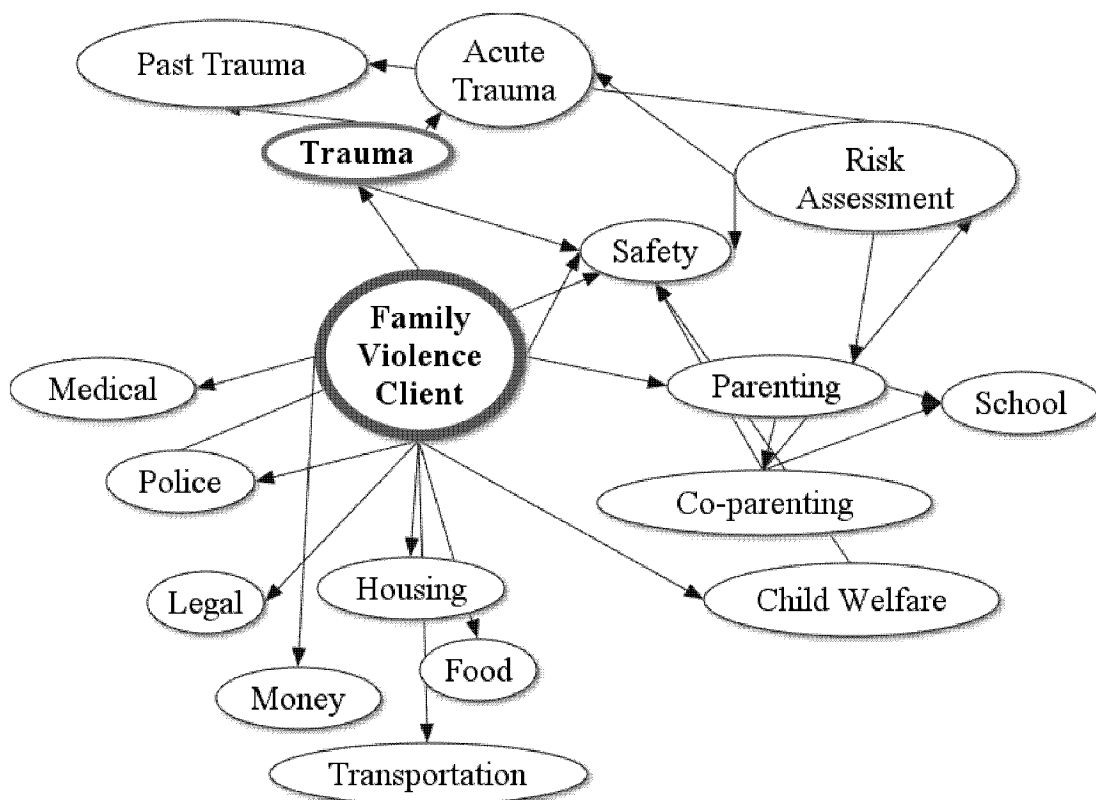 Past Trauma
Acute
Trauma
Trauma
Risk
Assessment
Safety
Family
Violence
Client
Medical
Parenting
School
Police
Co-parenting
Legal
Housing
Child Welfare
Food
Money
Transportation